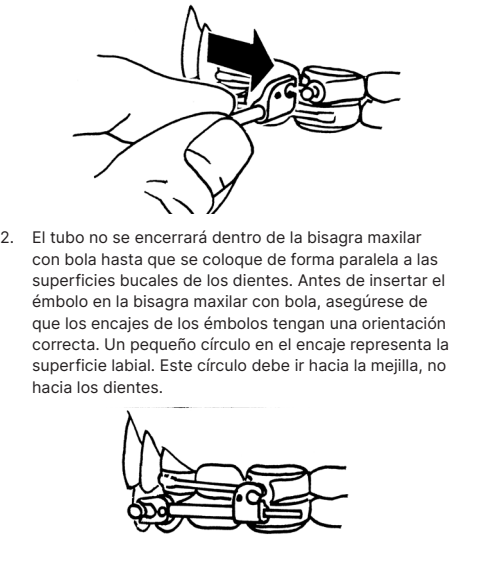 2. El tubo no se encerrará dentro de la bisagra maxilar
con bola hasta que se coloque de forma paralela a las
superficies bucales de los dientes. Antes de insertar el
émbolo en la bisagra maxilar con bola, asegúrese de
que los encajes de los émbolos tengan una orientación
correcta. Un pequeño círculo en el encaje representa la
superficie labial. Este círculo debe ir hacia la mejilla, no
hacia los dientes.